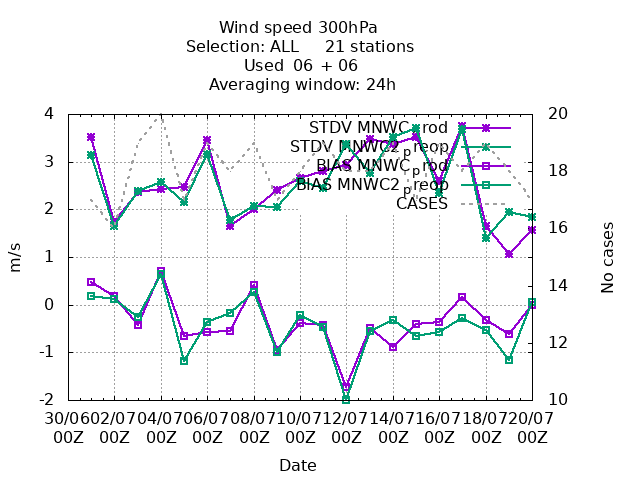 Wind speed 300hPa
Selection: ALL 21 stations
Used 06 + 06
Averaging window: 24h
STDV MNWC_prod
STDV MNWC2_preop
BIAS MNWC_prod
BIAS MNWC2_preop
CASES
4
3
2
1
0
-1
-2
m/s
20
18
16
14
12
10
No cases
30/06 02/07 04/07 06/07 08/07 10/07 12/07 14/07 16/07 18/07 20/07
00Z 00Z 00Z 00Z 00Z 00Z 00Z 00Z 00Z 00Z 00Z
Date